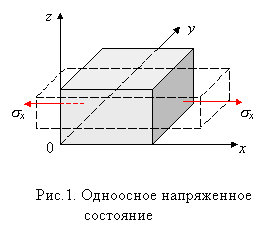 z
y
σx
σx
0
x
Рис.1. Одноосное напряженное
состояние